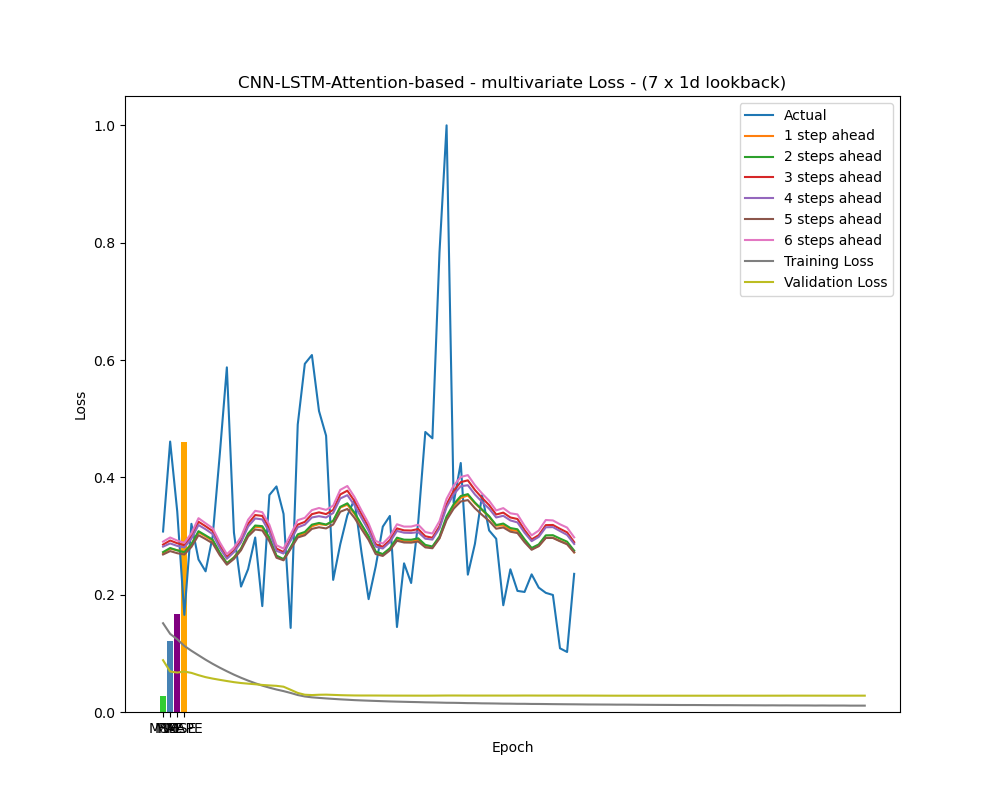 CNN-LSTM-Attention-based - multivariate Loss - (7 x 1d lookback)
Loss
1.0
0.8
0.6
0.4
0.2
0.0
Actual
1 step ahead
2 steps ahead
3 steps ahead
4 steps ahead
5 steps ahead
6 steps ahead
Training Loss
Validation Loss
Epoch